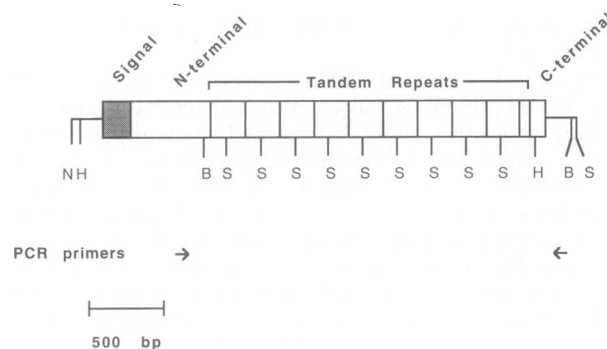 Signal
N-terminal
C-terminal
Tandem Repeats
N H B S S S S S S S S S H B S
PCR primers
500 bp